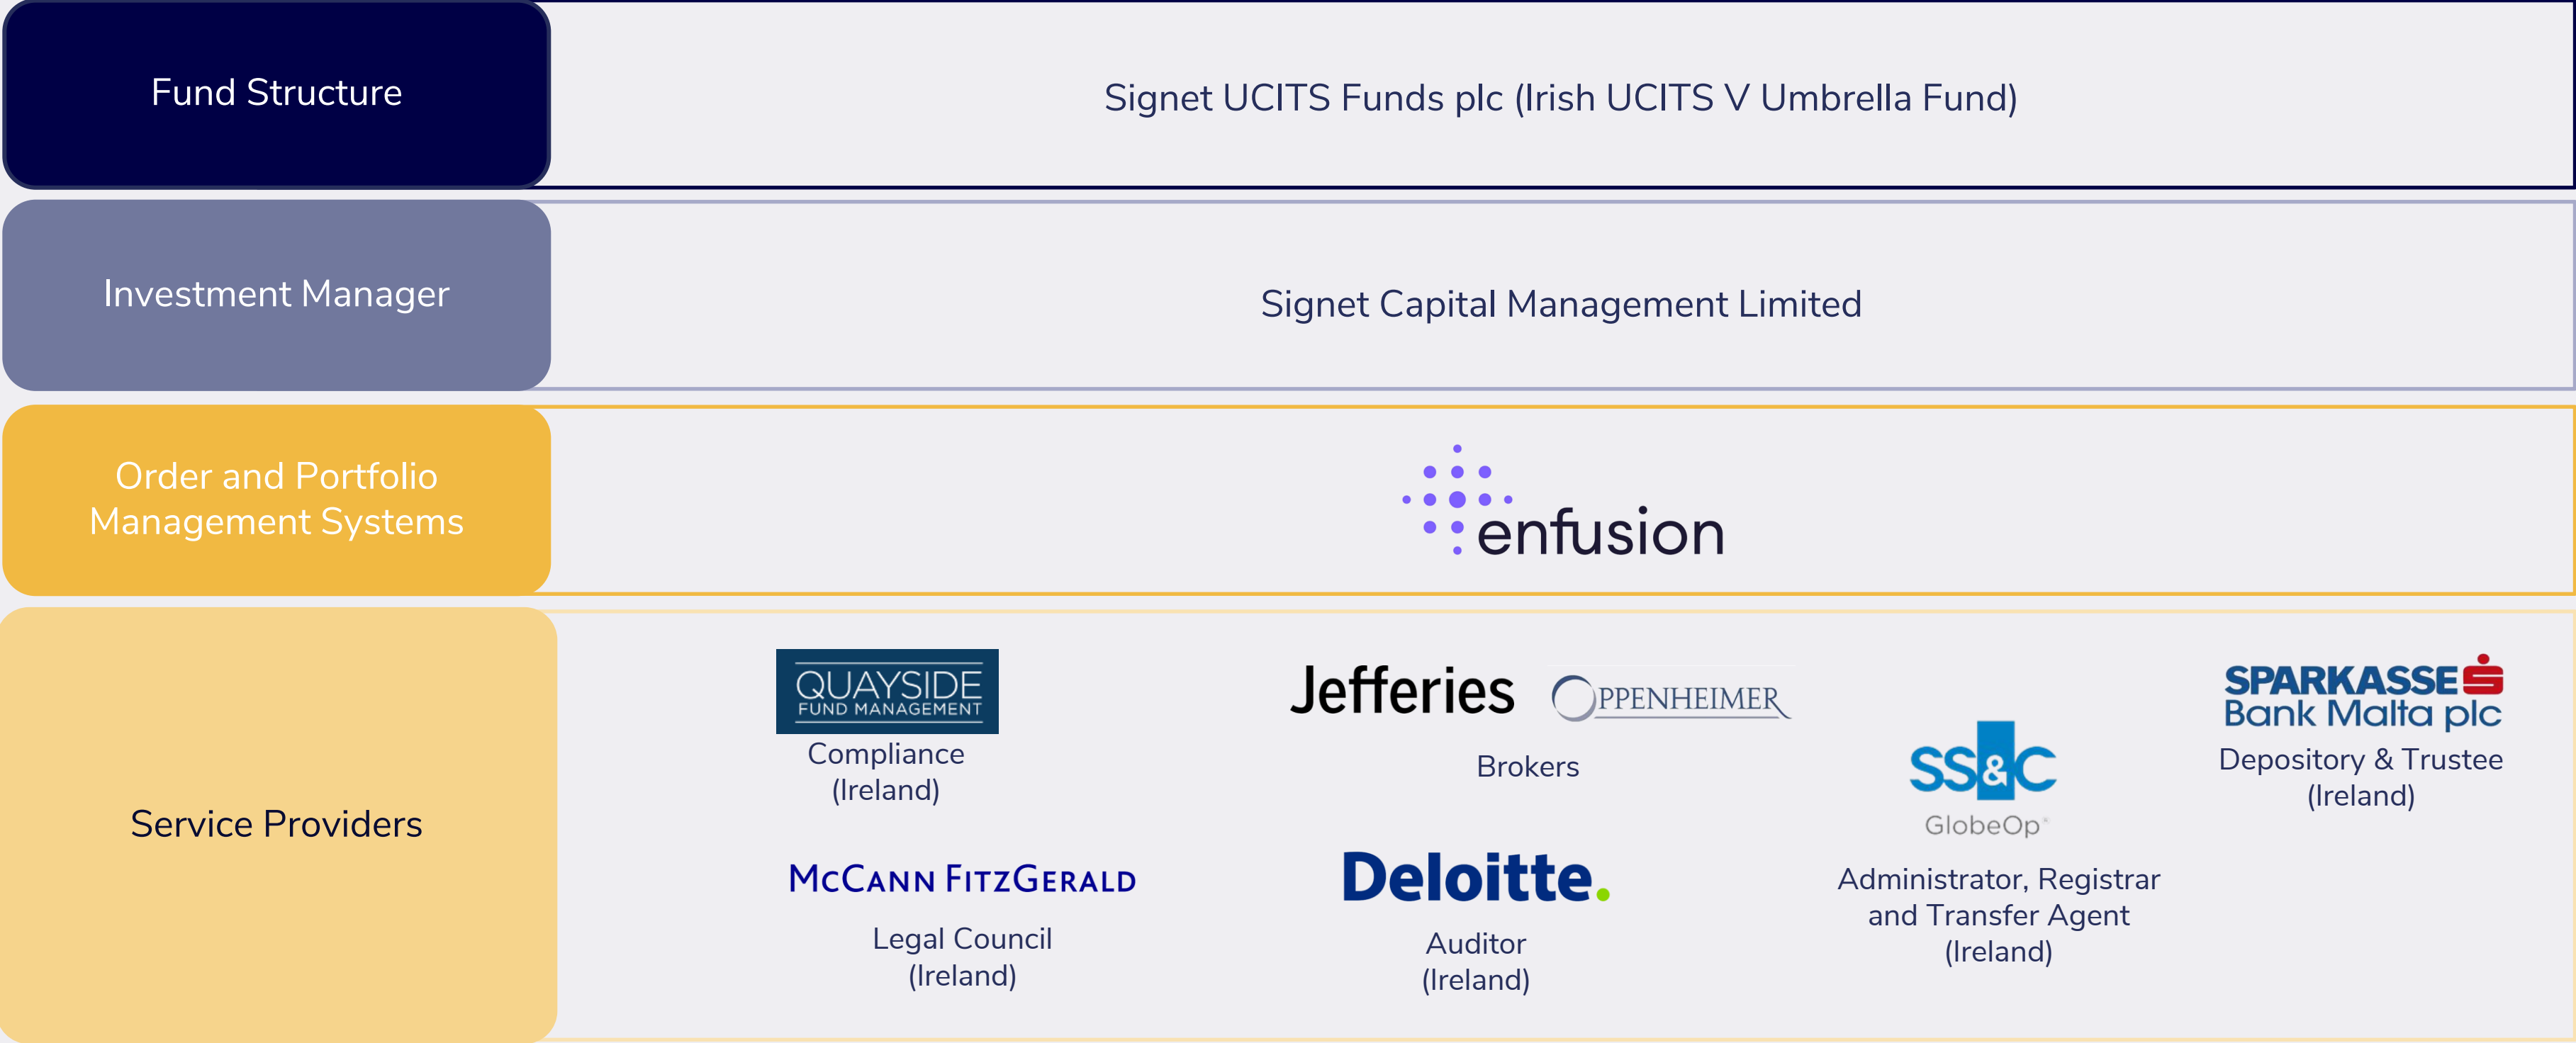 Fund Structure
Signet UCITS Funds plc (Irish UCITS V Umbrella Fund)
Investment Manager
Signet Capital Management Limited
Order and Portfolio
Management Systems
enfusion
Service Providers
QUAYSIDE
FUND MANAGEMENT
Compliance
(Ireland)
Jefferies
OPPENHEIMER
Brokers
SS&C
GlobeOp
Administrator, Registrar
and Transfer Agent
(Ireland)
SPARKASSE
Bank Malta plc
Depository & Trustee
(Ireland)
McCANN FITZGERALD
Legal Council
(Ireland)
Deloitte.
Auditor
(Ireland)